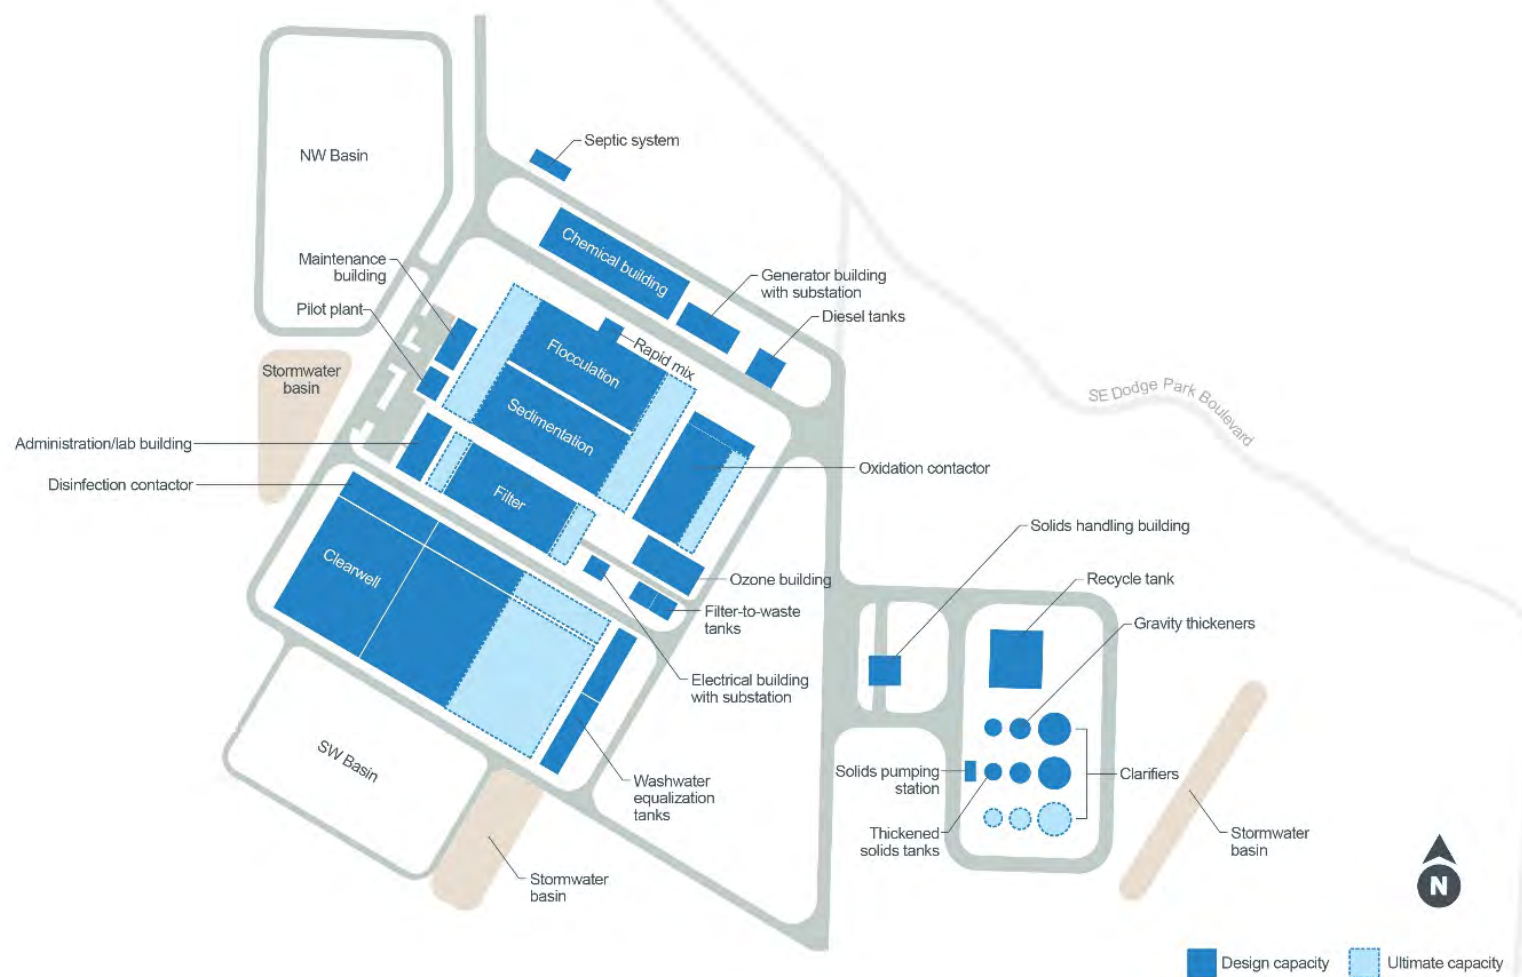 Septic system
NW Basin
Chemical building
Maintenance
building
Generator building
with substation
Pilot plant
Diesel tanks
Rapid mix
Flocculation
Stormwater
basin
SE Dodge Park Boulevard
Sedimentation
Administration/lab building
Oxidation contactor
Disinfection contactor
Filter
Solids handling building
Clearwell
Ozone building
Recycle tank
Filter-to-waste
tanks
Gravity thickeners
Electrical building
with substation
SW Basin
Washwater
equalization
tanks
Solids pumping
station
Clarifiers
Thickened
solids tanks
Stormwater
basin
Stormwater
basin
N
Design capacity
Ultimate capacity